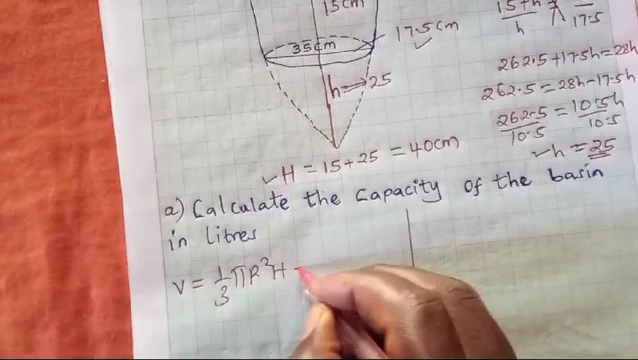 15cm
35cm
17.5cm
h→25
15+h
h
17.5
262.5+17.5h=28h
262.5=28h-17.5h
262.5=10.5h
10.5 10.5
h=25
H=15+25=40cm
a) Calculate the capacity of the basin
in litres
V=1/3πR²H-